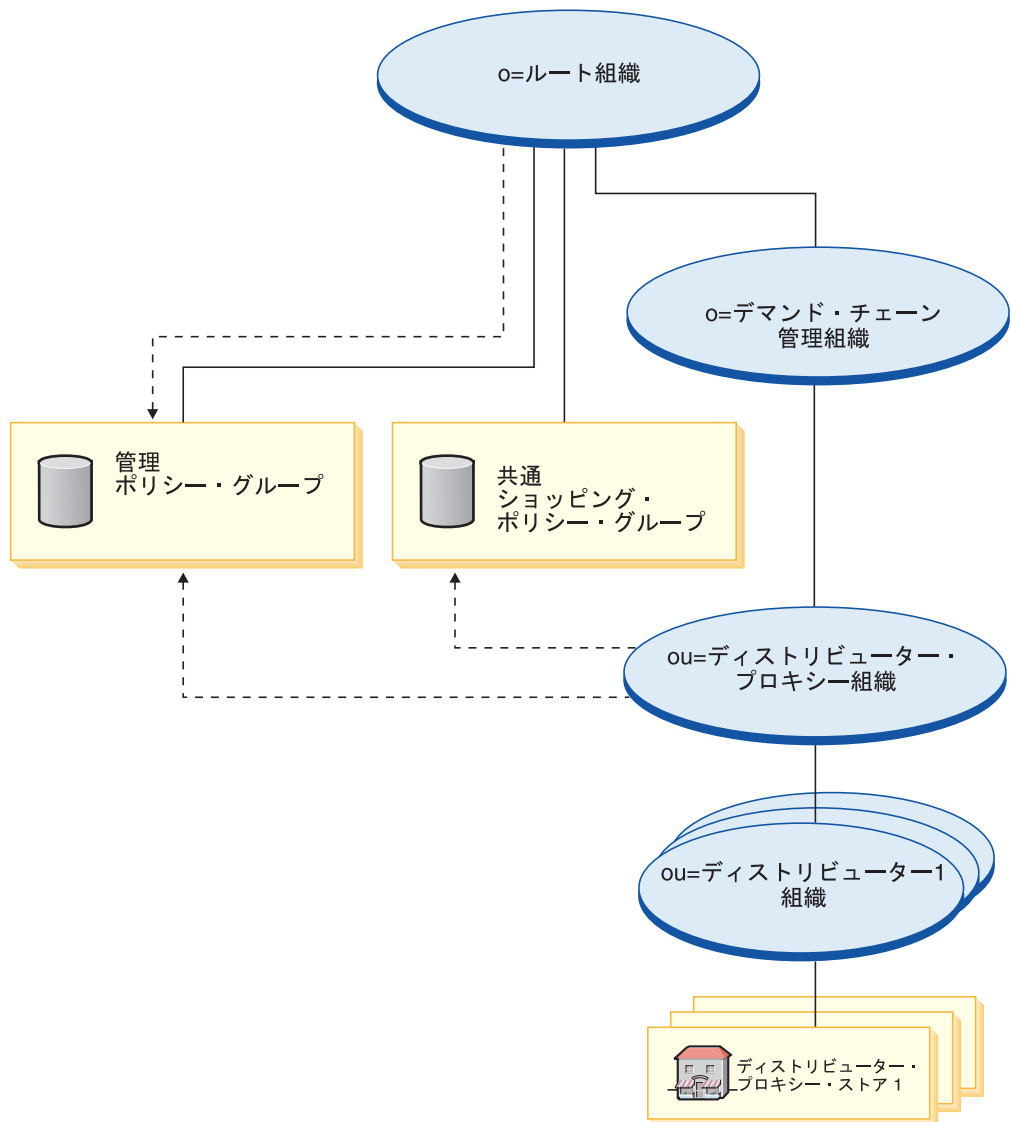 o=ルート組織
o=デマンド・チェーン
管理組織
管理
ポリシー・グループ
共通
ショッピング・
ポリシー・グループ
ou=ディストリビューター・
プロキシー組織
ou=ディストリビューター1
組織
ディストリビューター・
プロキシー・ストア 1